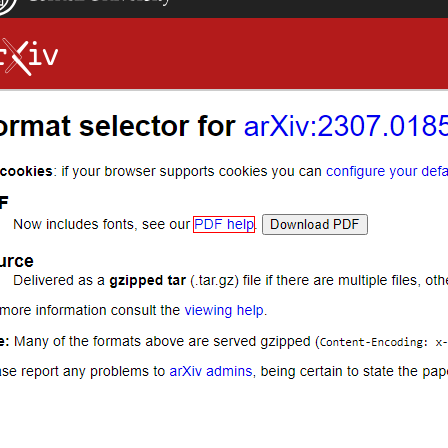 rXiv
ormat selector for arXiv:2307.0185
cookies: if your browser supports cookies you can configure your defa
F
Now includes fonts, see our PDF help. Download PDF
urce
Delivered as a gzipped tar (.tar.gz) file if there are multiple files, othe
more information consult the viewing help.
e: Many of the formats above are served gzipped (Content-Encoding: x-
ase report any problems to arXiv admins, being certain to state the pap